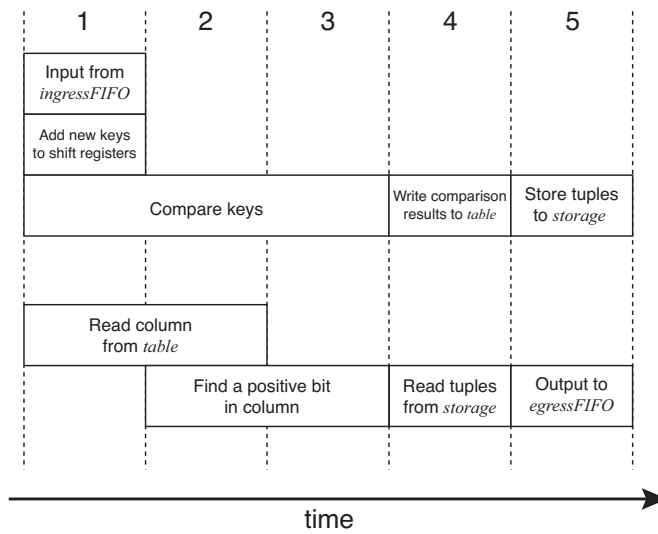 1 2 3 4 5
Input from
ingressFIFO
Add new keys
to shift registers
Compare keys
Write comparison
results to table
Store tuples
to storage
Read column
from table
Find a positive bit
in column
Read tuples
from storage
Output to
egressFIFO
time